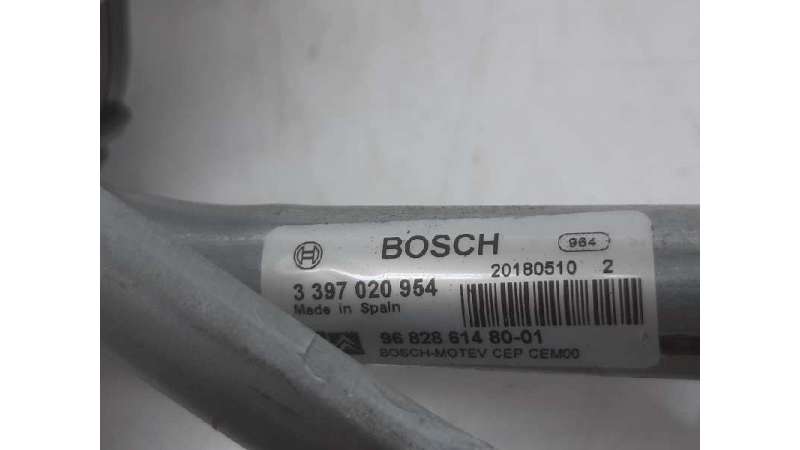 BOSCH 964
20180510 2
3 397 020 954
Made in Spain
96 828 614 80-01
BOSCH-MOTEV CEP CEM00